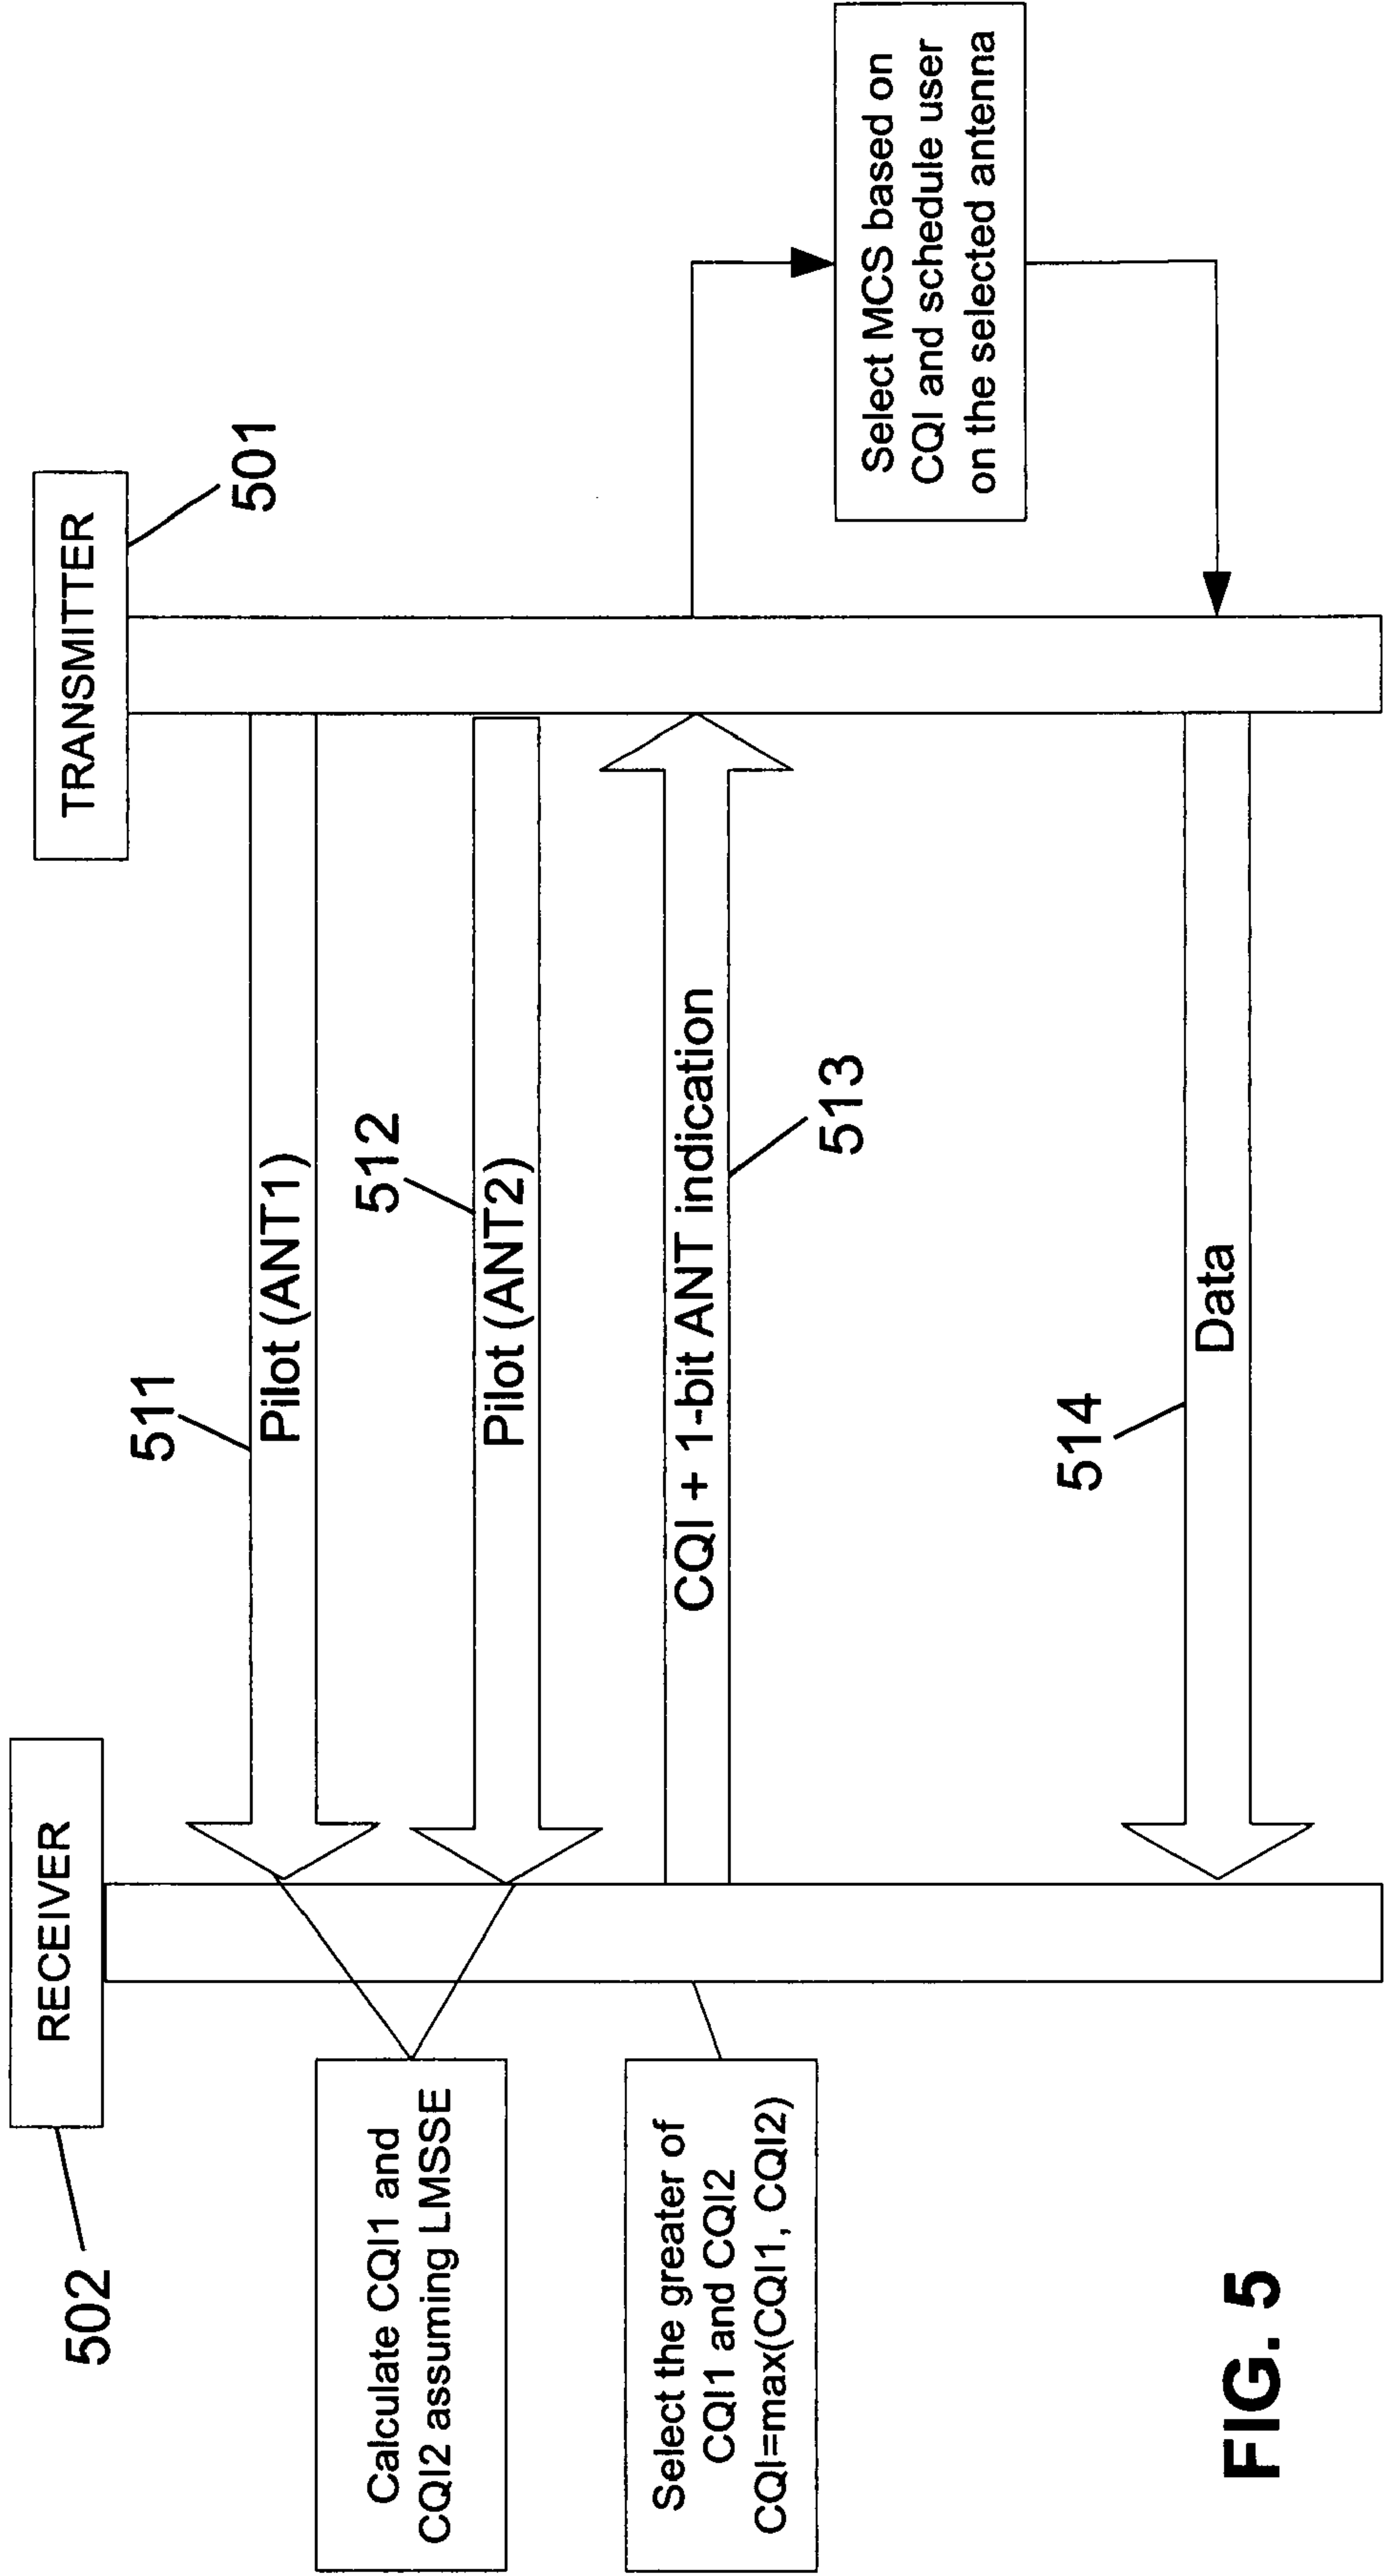 RECEIVER
TRANSMITTER
502
501
511
Pilot (ANT1)
Calculate CQI1 and
CQI2 assuming LMSSE
512
Pilot (ANT2)
Select the greater of
CQI1 and CQI2
CQI=max(CQI1, CQI2)
CQI + 1-bit ANT indication
513
Select MCS based on
CQI and schedule user
on the selected antenna
514
Data
FIG. 5